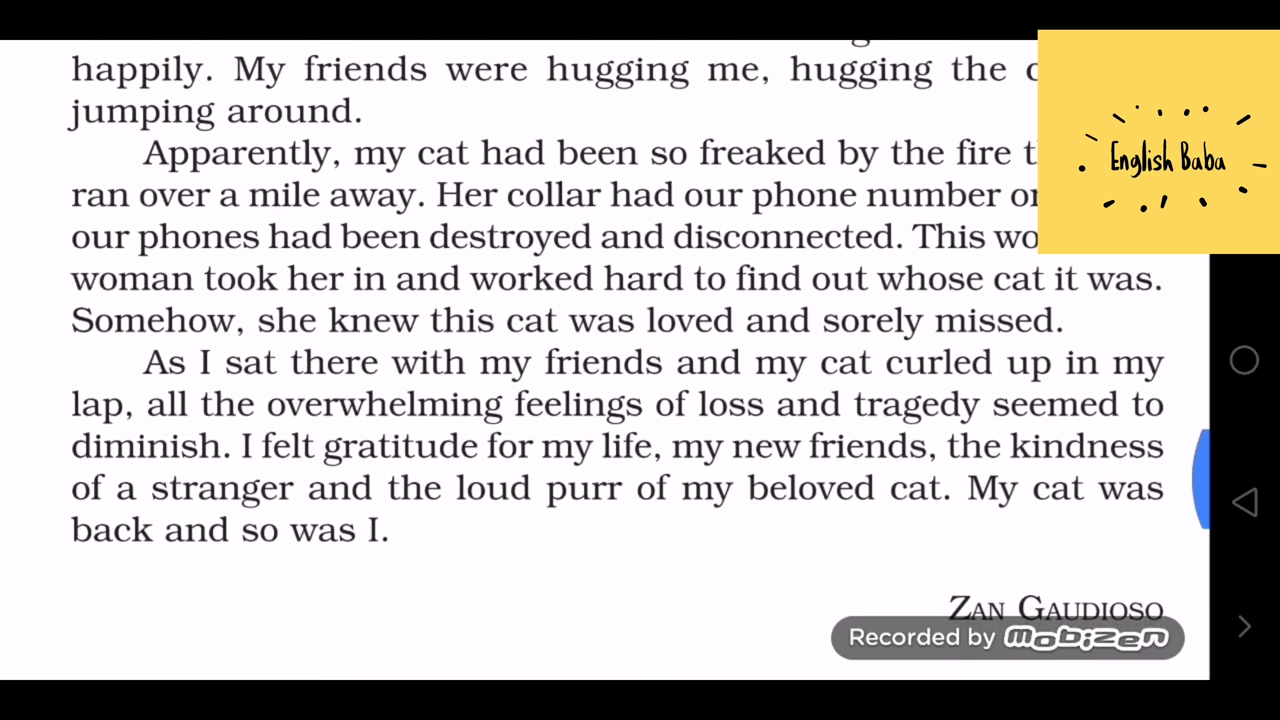 happily. My friends were hugging me, hugging the
jumping around.
Apparently, my cat had been so freaked by the fire
ran over a mile away. Her collar had our phone number
our phones had been destroyed and disconnected. This
woman took her in and worked hard to find out whose cat it was.
Somehow, she knew this cat was loved and sorely missed.
As I sat there with my friends and my cat curled up in my
lap, all the overwhelming feelings of loss and tragedy seemed to
diminish. I felt gratitude for my life, my new friends, the kindness
of a stranger and the loud purr of my beloved cat. My cat was
back and so was I.
ZAN GAUDIOSO
English Baba
Recorded by mobizen